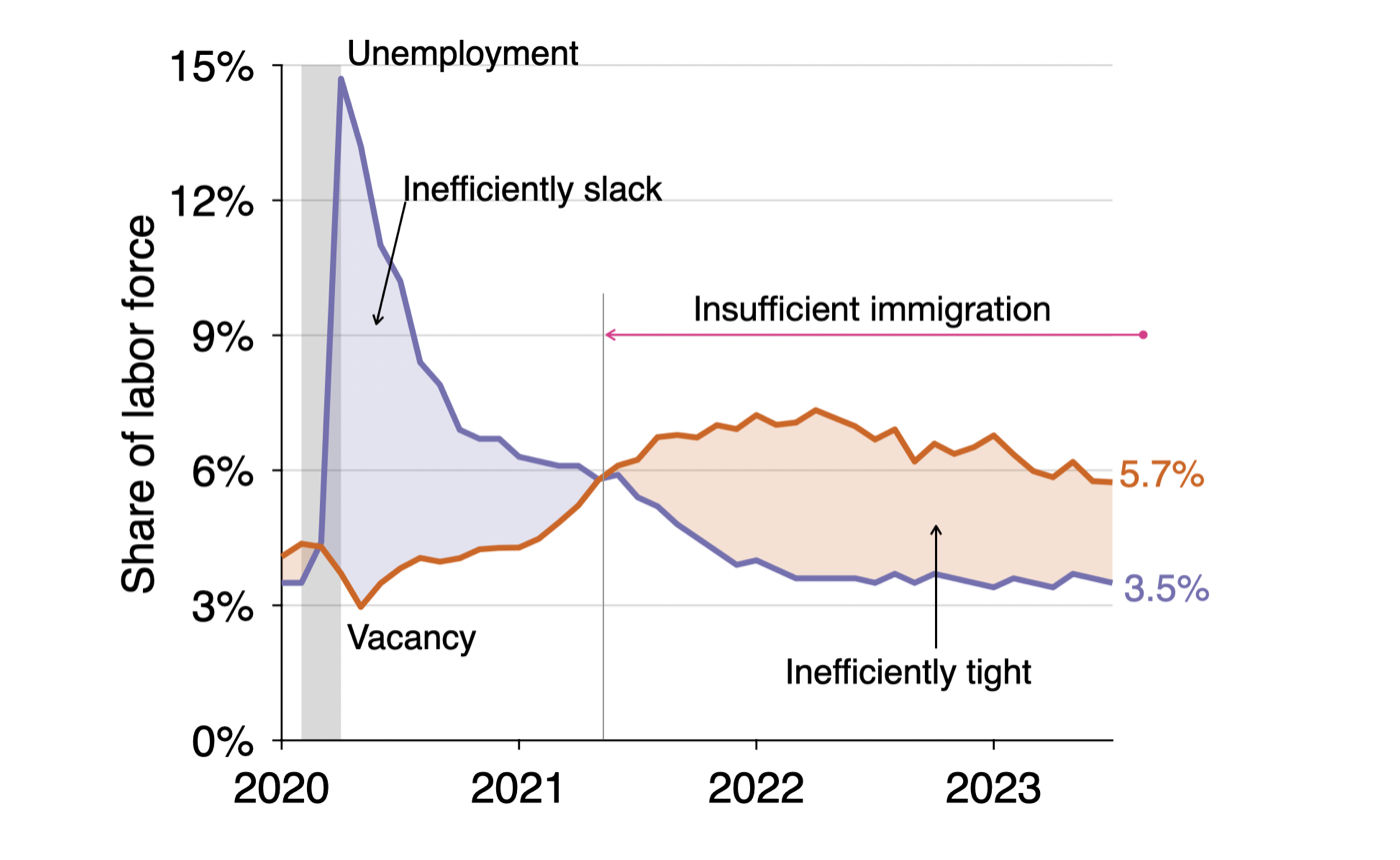 Unemployment
15%
Inefficiently slack
12%
Insufficient immigration
9%
6%
5.7%
3.5%
3%
Vacancy
Inefficiently tight
0%
2020
2021
2022
2023
Share of labor force